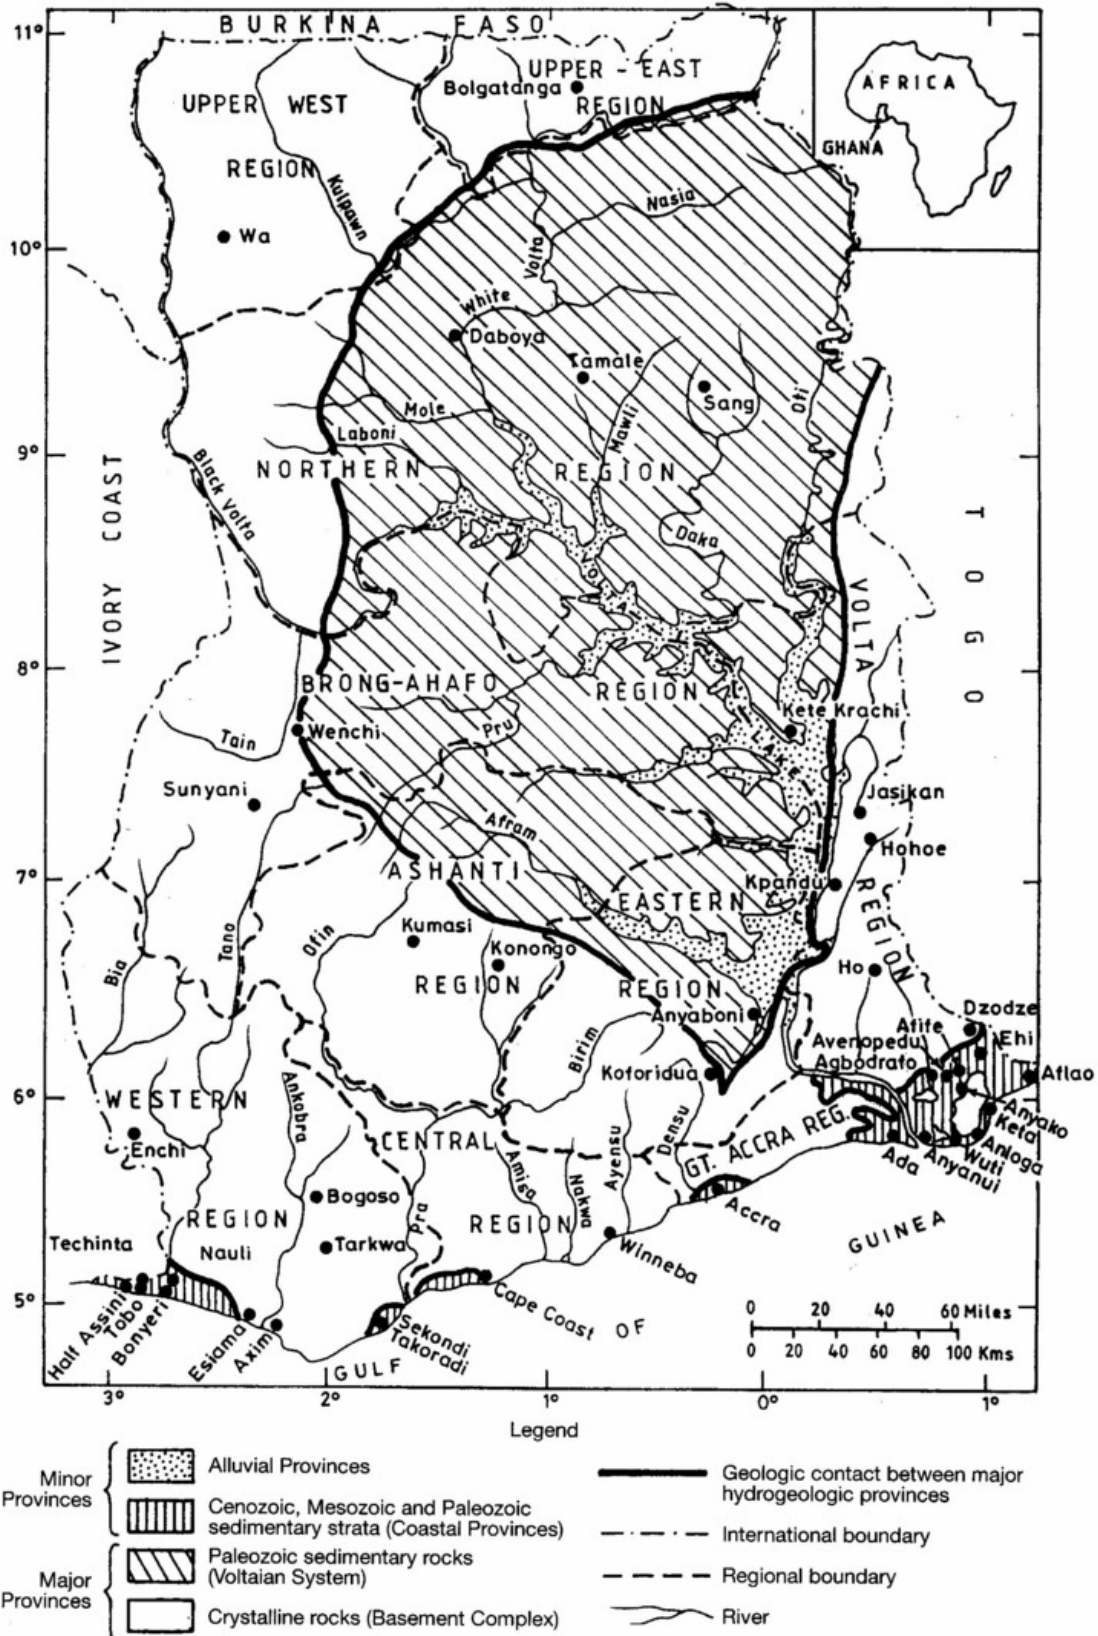 11°
BURKINA FASO
UPPER - EAST
REGION
Bolgatanga
UPPER WEST
REGION
Kulpawn
Wa
AFRICA
GHANA
10°
Nasia
White
Volta
Daboya
Tamale
Sang
Oti
Mole
Laboni
Mawli
9°
NORTHERN
REGION
Black Volta
IVORY COAST
Daka
TOGO
VOLTA
VOLTA
8°
BRONG-AHAFO
REGION
Kete Krachi
LAKE
Wenchi
Tain
Pru
Sunyani
Jasikan
Afram
Hohoe
7°
ASHANTI
EASTERN
Kpandu
REGION
Ofin
Kumasi
Konongo
Tano
Bia
REGION
REGION
Ho
Anyaboni
Dzodze
Afife
Ehi
Avenopedu
Agbodrafo
Birim
Koforidua
Aflao
6°
WESTERN
Ankobra
Densu
Anyako
Keta
CENTRAL
GT. ACCRA REG.
Enchi
Ayensu
Amisa
Nakwa
Ada
Anyanui
Wuti
Anloga
Bogoso
Accra
REGION
REGION
Pra
GUINEA
Techinta
Nauli
Tarkwa
Winneba
5°
Half Assini
Tobo
Bonyeri
Esiama
Axim
Sekondi
Takoradi
Cape Coast
OF
GULF
0 20 40 60 Miles
0 20 40 60 80 100 Kms
3° 2° 1° 0° 1°
Legend
Minor
Provinces
Alluvial Provinces
Cenozoic, Mesozoic and Paleozoic
sedimentary strata (Coastal Provinces)
Major
Provinces
Paleozoic sedimentary rocks
(Voltaian System)
Crystalline rocks (Basement Complex)
Geologic contact between major
hydrogeologic provinces
International boundary
Regional boundary
River